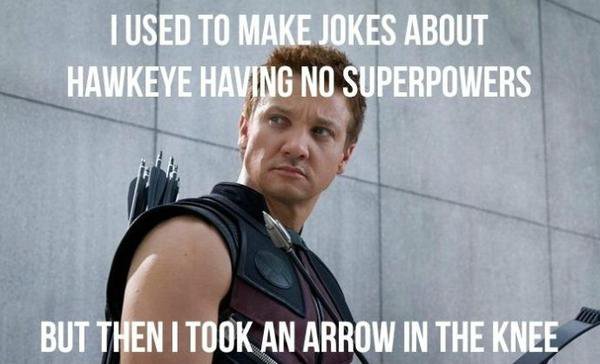 I USED TO MAKE JOKES ABOUT
HAWKEYE HAVING NO SUPERPOWERS
BUT THEN I TOOK AN ARROW IN THE KNEE